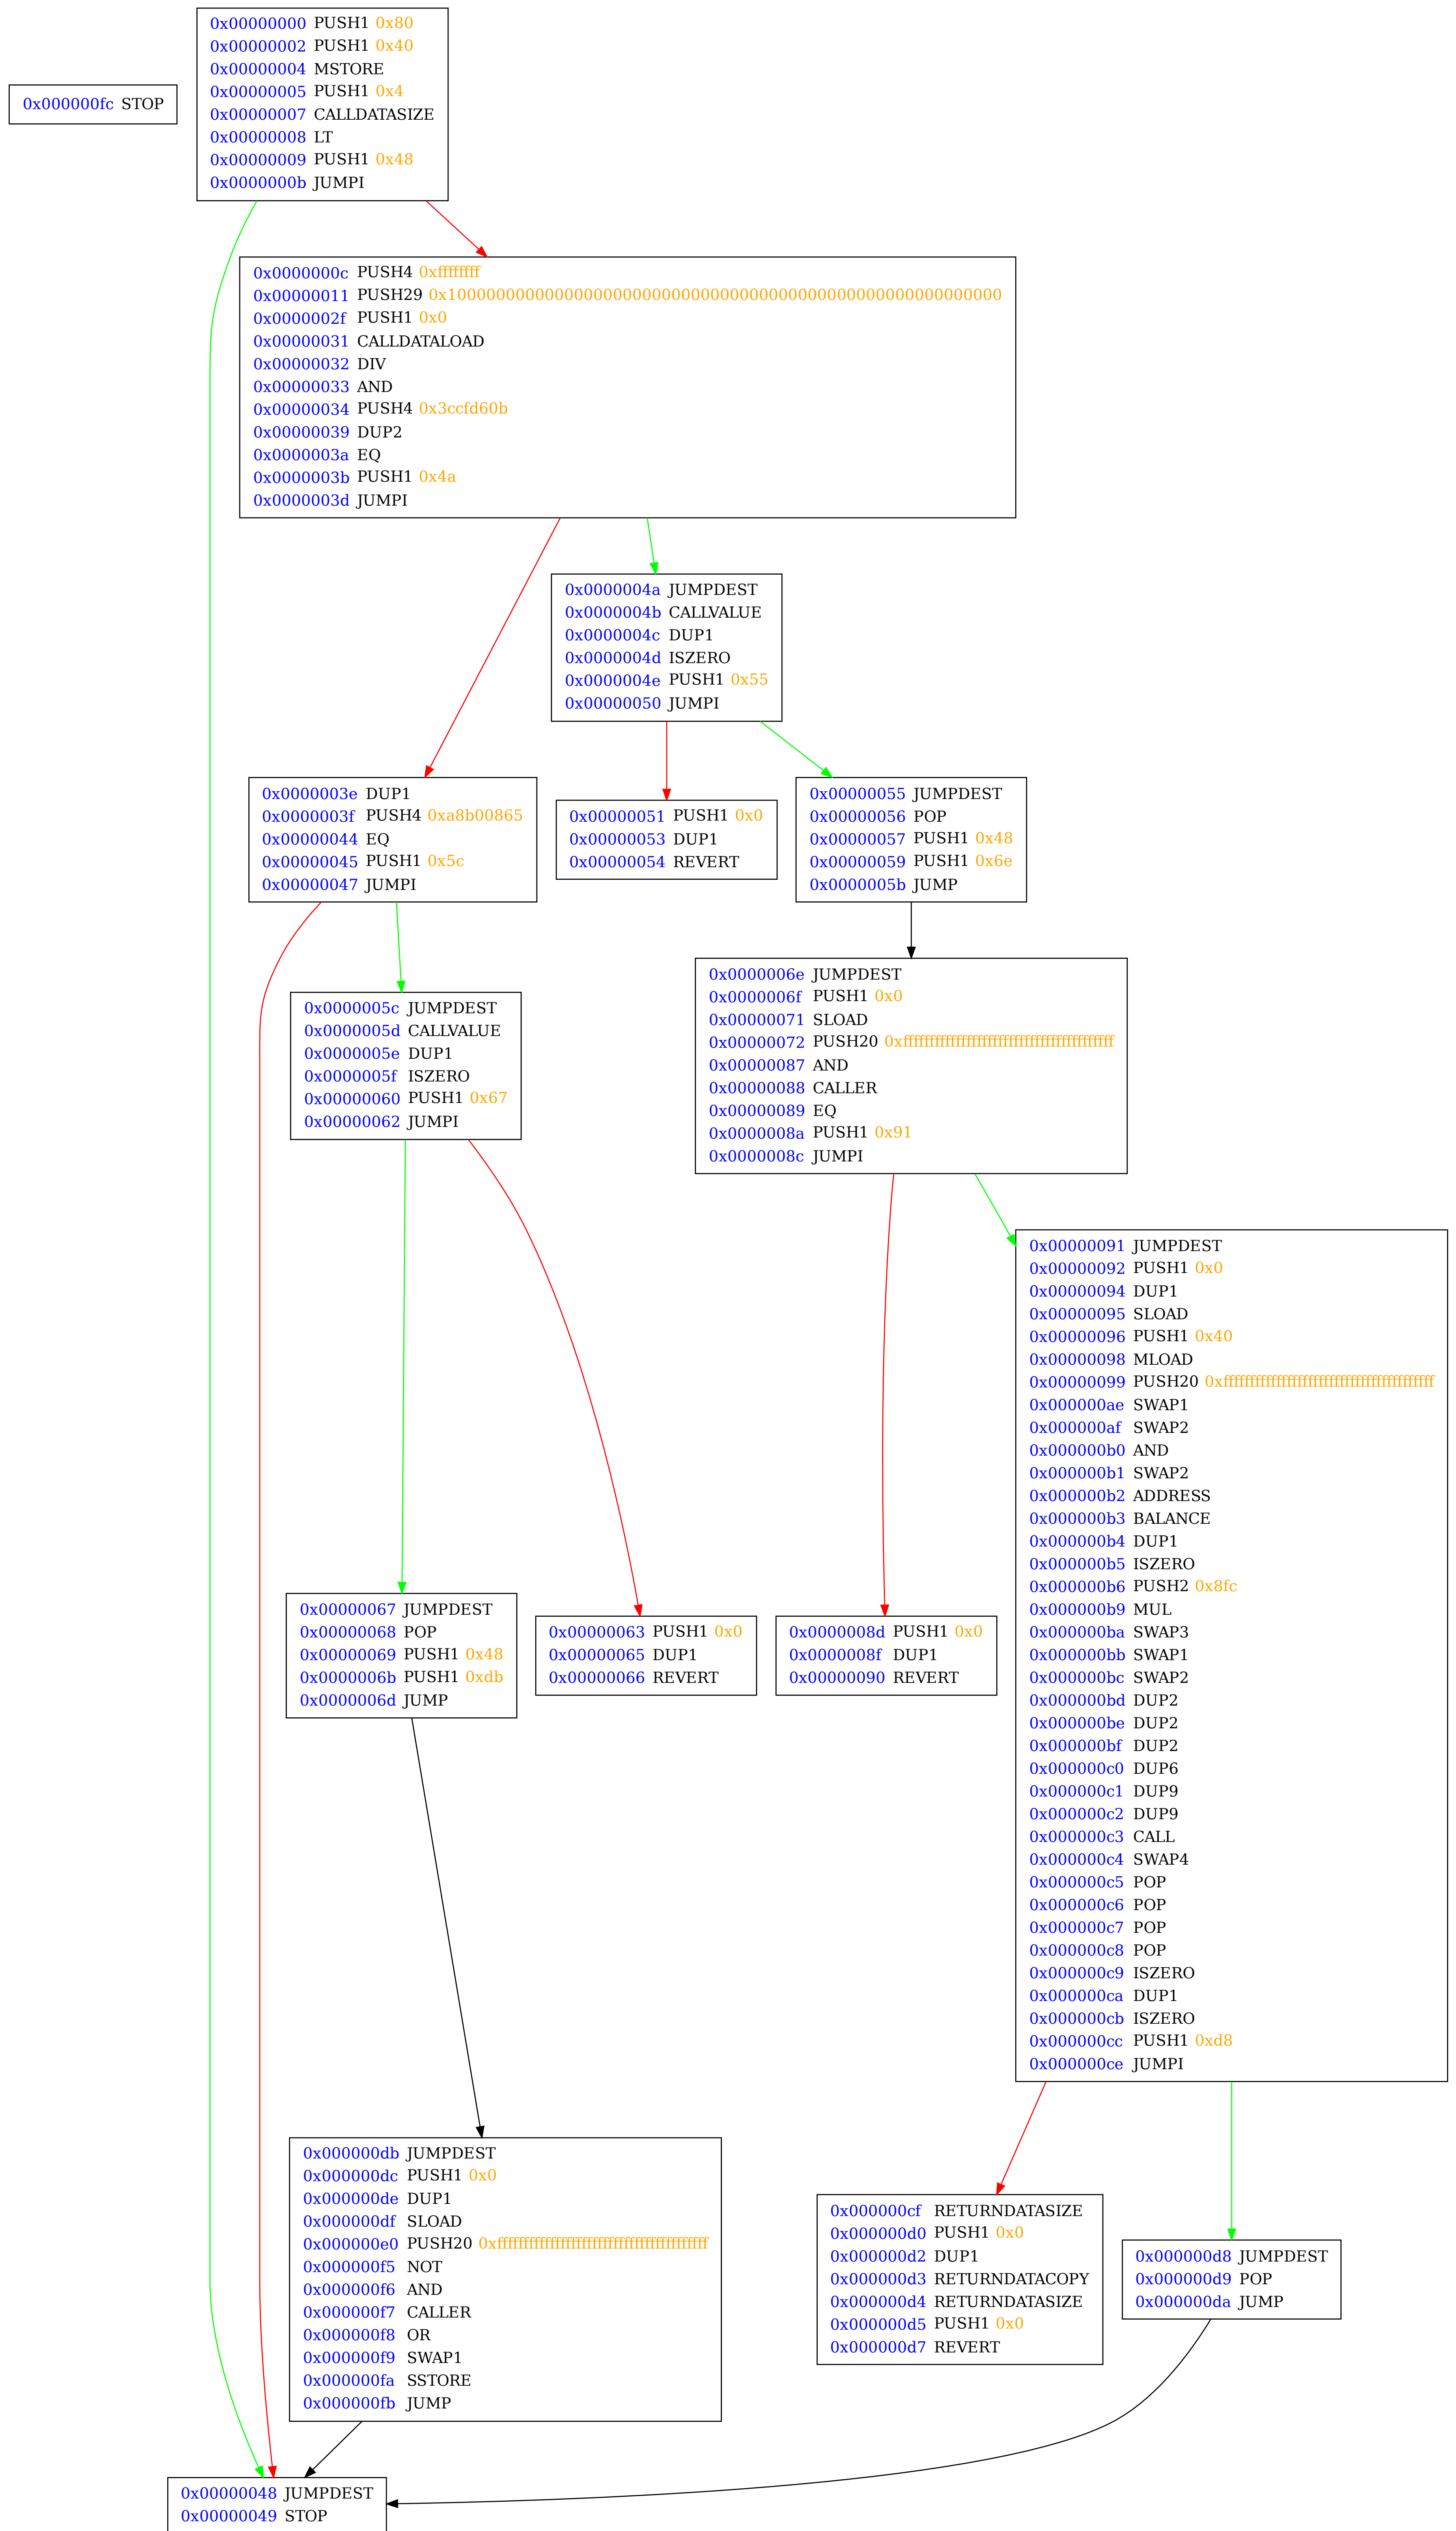 0x000000fc STOP
0x00000000 PUSH1 0x80
0x00000002 PUSH1 0x40
0x00000004 MSTORE
0x00000005 PUSH1 0x4
0x00000007 CALLDATASIZE
0x00000008 LT
0x00000009 PUSH1 0x48
0x0000000b JUMPI
0x0000000c PUSH4 0xffffffff
0x00000011 PUSH29 0x100000000000000000000000000000000000000000000000000000000
0x0000002f PUSH1 0x0
0x00000031 CALLDATALOAD
0x00000032 DIV
0x00000033 AND
0x00000034 PUSH4 0x3ccfd60b
0x00000039 DUP2
0x0000003a EQ
0x0000003b PUSH1 0x4a
0x0000003d JUMPI
0x0000004a JUMPDEST
0x0000004b CALLVALUE
0x0000004c DUP1
0x0000004d ISZERO
0x0000004e PUSH1 0x55
0x00000050 JUMPI
0x0000003e DUP1
0x0000003f PUSH4 0xa8b00865
0x00000044 EQ
0x00000045 PUSH1 0x5c
0x00000047 JUMPI
0x00000051 PUSH1 0x0
0x00000053 DUP1
0x00000054 REVERT
0x00000055 JUMPDEST
0x00000056 POP
0x00000057 PUSH1 0x48
0x00000059 PUSH1 0x6e
0x0000005b JUMP
0x0000006e JUMPDEST
0x0000006f PUSH1 0x0
0x00000071 SLOAD
0x00000072 PUSH20 0xffffffffffffffffffffffffffffffffffffffff
0x00000087 AND
0x00000088 CALLER
0x00000089 EQ
0x0000008a PUSH1 0x91
0x0000008c JUMPI
0x0000005c JUMPDEST
0x0000005d CALLVALUE
0x0000005e DUP1
0x0000005f ISZERO
0x00000060 PUSH1 0x67
0x00000062 JUMPI
0x00000091 JUMPDEST
0x00000092 PUSH1 0x0
0x00000094 DUP1
0x00000095 SLOAD
0x00000096 PUSH1 0x40
0x00000098 MLOAD
0x00000099 PUSH20 0xffffffffffffffffffffffffffffffffffffffff
0x000000ae SWAP1
0x000000af SWAP2
0x000000b0 AND
0x000000b1 SWAP2
0x000000b2 ADDRESS
0x000000b3 BALANCE
0x000000b4 DUP1
0x000000b5 ISZERO
0x000000b6 PUSH2 0x8fc
0x000000b9 MUL
0x000000ba SWAP3
0x000000bb SWAP1
0x000000bc SWAP2
0x000000bd DUP2
0x000000be DUP2
0x000000bf DUP2
0x000000c0 DUP6
0x000000c1 DUP9
0x000000c2 DUP9
0x000000c3 CALL
0x000000c4 SWAP4
0x000000c5 POP
0x000000c6 POP
0x000000c7 POP
0x000000c8 POP
0x000000c9 ISZERO
0x000000ca DUP1
0x000000cb ISZERO
0x000000cc PUSH1 0xd8
0x000000ce JUMPI
0x00000067 JUMPDEST
0x00000068 POP
0x00000069 PUSH1 0x48
0x0000006b PUSH1 0xdb
0x0000006d JUMP
0x00000063 PUSH1 0x0
0x00000065 DUP1
0x00000066 REVERT
0x0000008d PUSH1 0x0
0x0000008f DUP1
0x00000090 REVERT
0x000000db JUMPDEST
0x000000dc PUSH1 0x0
0x000000de DUP1
0x000000df SLOAD
0x000000e0 PUSH20 0xffffffffffffffffffffffffffffffffffffffff
0x000000f5 NOT
0x000000f6 AND
0x000000f7 CALLER
0x000000f8 OR
0x000000f9 SWAP1
0x000000fa SSTORE
0x000000fb JUMP
0x000000cf RETURNDATASIZE
0x000000d0 PUSH1 0x0
0x000000d2 DUP1
0x000000d3 RETURNDATACOPY
0x000000d4 RETURNDATASIZE
0x000000d5 PUSH1 0x0
0x000000d7 REVERT
0x000000d8 JUMPDEST
0x000000d9 POP
0x000000da JUMP
0x00000048 JUMPDEST
0x00000049 STOP